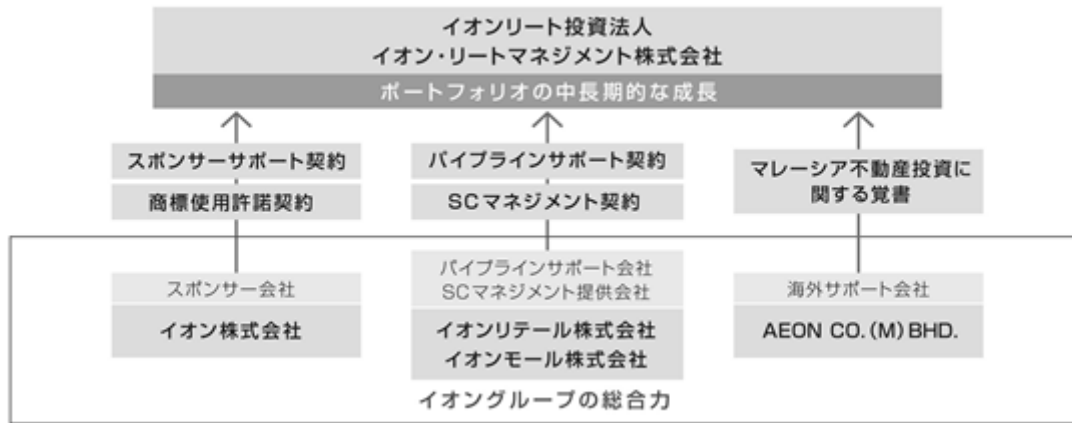 イオンリート投資法人
イオン・リートマネジメント株式会社
ポートフォリオの中長期的な成長
スポンサーサポート契約
商標使用許諾契約
パイプラインサポート契約
SCマネジメント契約
マレーシア不動産投資に
関する覚書
スポンサー会社
イオン株式会社
パイプラインサポート会社
SCマネジメント提供会社
イオンリテール株式会社
イオンモール株式会社
海外サポート会社
AEON CO. (M) BHD.
イオングループの総合力